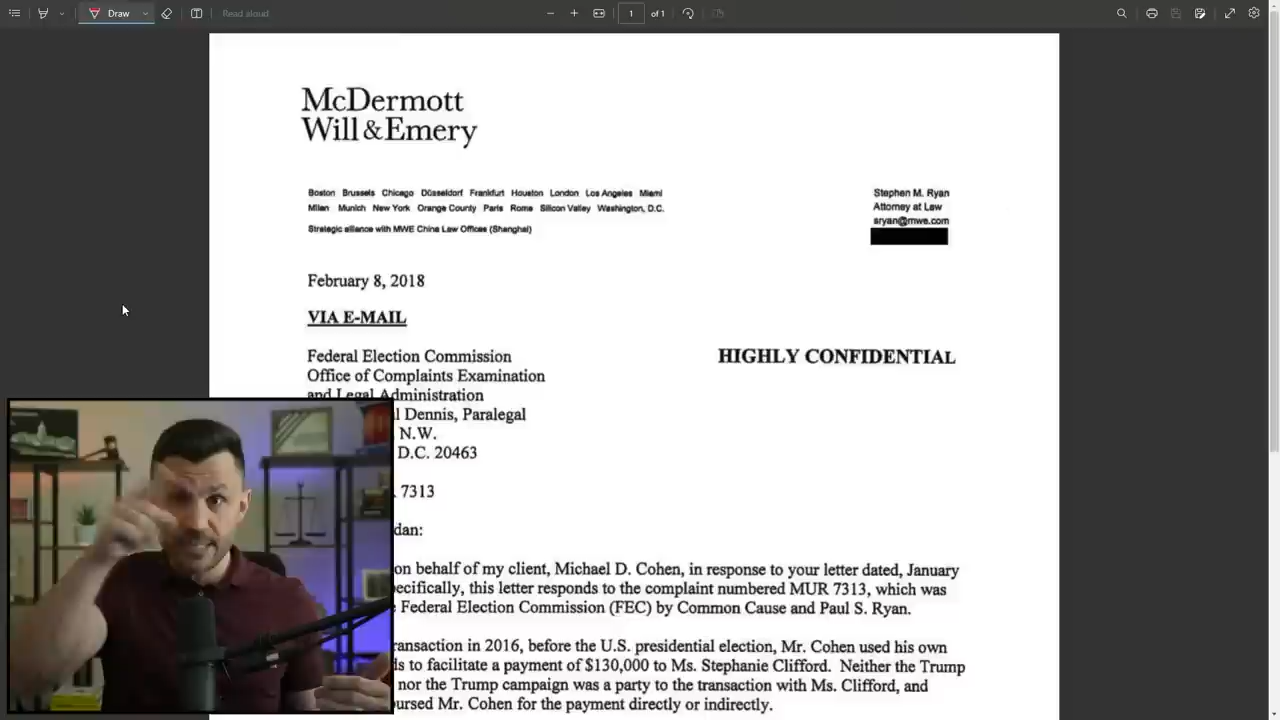 Draw
Read aloud
1 of 1
McDermott
Will & Emery
Boston Brussels Chicago Düsseldorf Frankfurt Houston London Los Angeles Miami
Milan Munich New York Orange County Paris Rome Silicon Valley Washington, D.C.
Strategic alliance with MWE China Law Offices (Shanghai)
Stephen M. Ryan
Attorney at Law
sryan@mwe.com
February 8, 2018
VIA E-MAIL
HIGHLY CONFIDENTIAL
Federal Election Commission
Office of Complaints Examination
and Legal Administration
Dennis, Paralegal
N.W.
D.C. 20463
7313
on behalf of my client, Michael D. Cohen, in response to your letter dated, January
this letter responds to the complaint numbered MUR 7313, which was
Federal Election Commission (FEC) by Common Cause and Paul S. Ryan.
in 2016, before the U.S. presidential election, Mr. Cohen used his own
to facilitate a payment of $130,000 to Ms. Stephanie Clifford. Neither the Trump
nor the Trump campaign was a party to the transaction with Ms. Clifford, and
Mr. Cohen for the payment directly or indirectly.